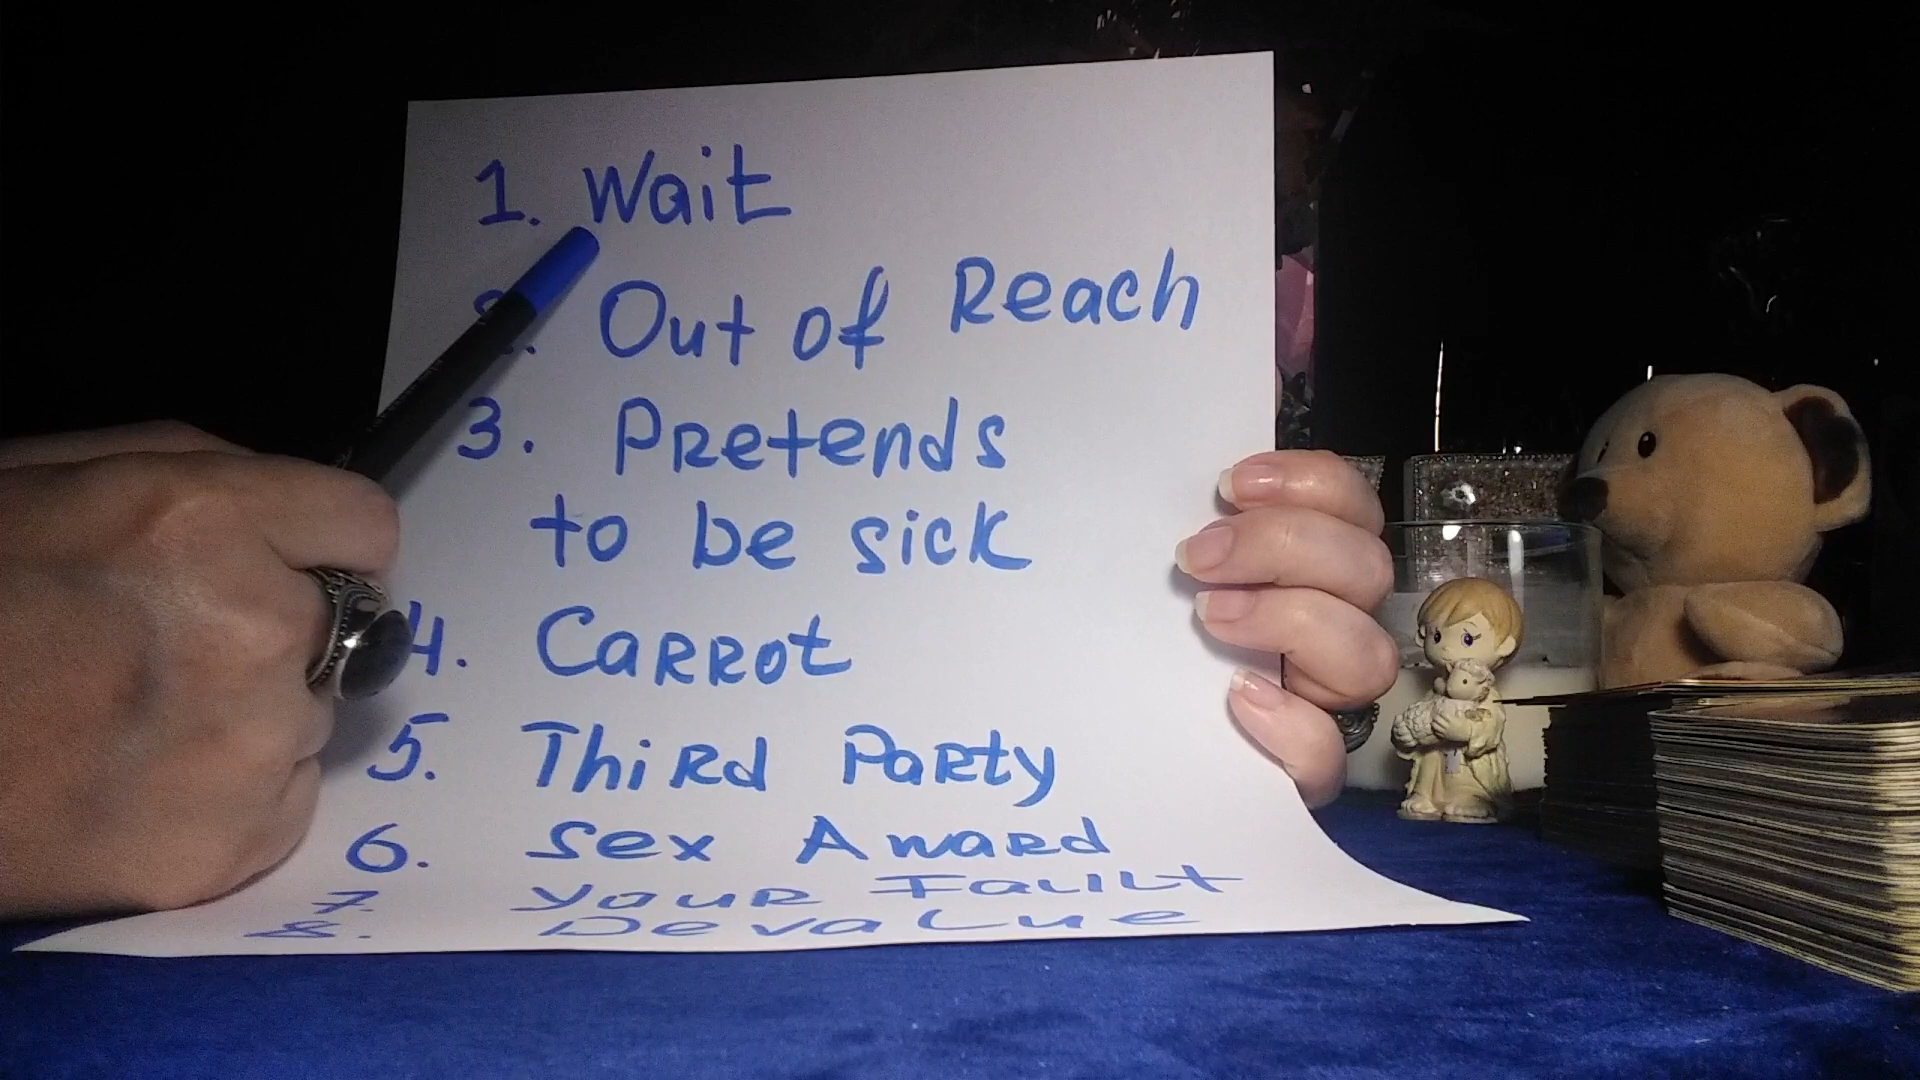 1. Wait
2. Out of Reach
3. Pretends
to be sick
4. Carrot
5. Third Party
6. Sex Award
7. Your Fault
8. Devalue